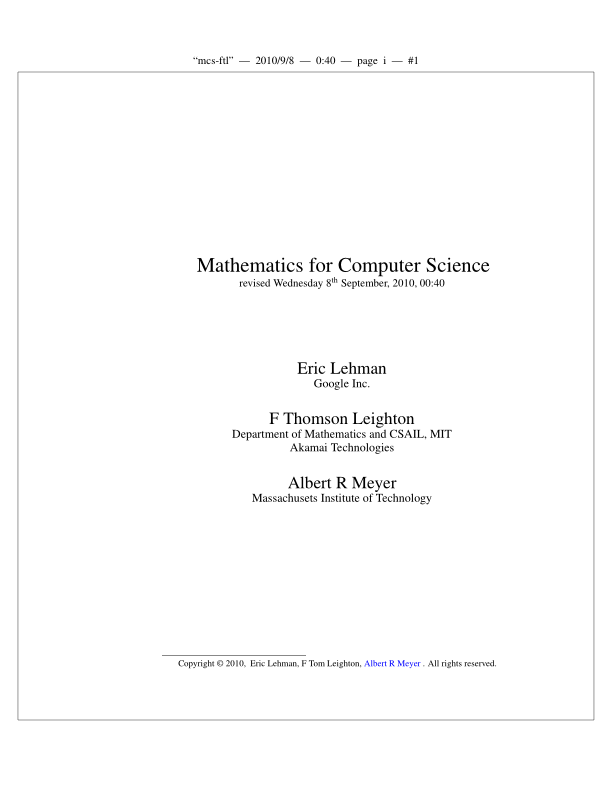 “mcs-ftl” — 2010/9/8 — 0:40 — page i — #1
Mathematics for Computer Science
revised Wednesday 8th September, 2010, 00:40
Eric Lehman
Google Inc.
F Thomson Leighton
Department of Mathematics and CSAIL, MIT
Akamai Technologies
Albert R Meyer
Massachusets Institute of Technology
Copyright © 2010, Eric Lehman, F Tom Leighton, Albert R Meyer . All rights reserved.